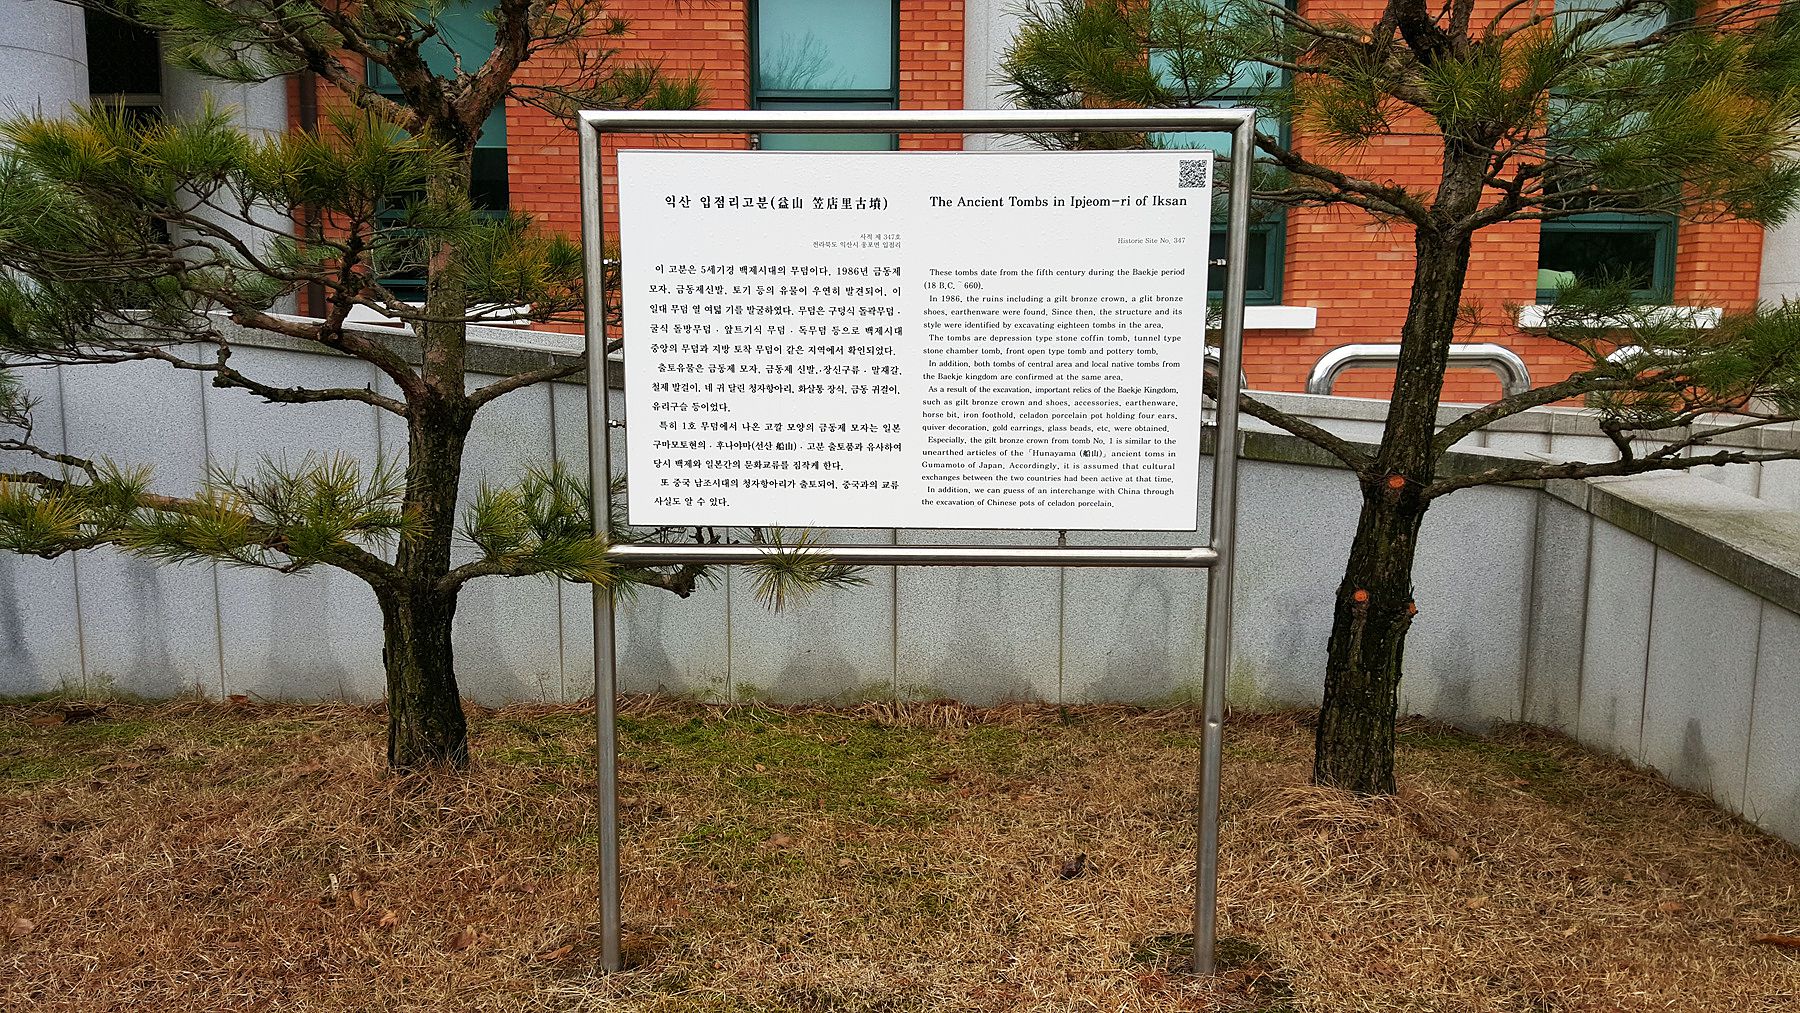 익산 입점리고분(益山 笠店里古墳)
사적 제 347호
전라북도 익산시 웅포면 입점리
이 고분은 5세기경 백제시대의 무덤이다. 1986년 금동제
모자, 금동제신발, 토기 등의 유물이 우연히 발견되어, 이
일대 무덤 열 여덟 기를 발굴하였다. 무덤은 구덩식 돌곽무덤 ·
굴식 돌방무덤 · 앞트기식 무덤 · 독무덤 등으로 백제시대
중앙의 무덤과 지방 토착 무덤이 같은 지역에서 확인되었다.
출토유물은 금동제 모자, 금동제 신발, 장신구류 · 말재갈,
철제 발걸이, 네 귀 달린 청자항아리, 화살통 장식, 금동 귀걸이,
유리구슬 등이었다.
특히 1호 무덤에서 나온 고깔 모양의 금동제 모자는 일본
구마모토현의 · 후나야마(선산 船山) · 고분 출토품과 유사하여
당시 백제와 일본간의 문화교류를 짐작케 한다.
또 중국 남조시대의 청자항아리가 출토되어, 중국과의 교류
사실도 알 수 있다.
The Ancient Tombs in Ipjeom-ri of Iksan
Historic Site No. 347
These tombs date from the fifth century during the Baekje period
(18 B.C. ~ 660).
In 1986, the ruins including a gilt bronze crown, a glit bronze
shoes, earthenware were found. Since then, the structure and its
style were identified by excavating eighteen tombs in the area.
The tombs are depression type stone coffin tomb, tunnel type
stone chamber tomb, front open type tomb and pottery tomb.
In addition, both tombs of central area and local native tombs from
the Baekje kingdom are confirmed at the same area.
As a result of the excavation, important relics of the Baekje Kingdom,
such as gilt bronze crown and shoes, accessories, earthenware,
horse bit, iron foothold, celadon porcelain pot holding four ears,
quiver decoration, gold earrings, glass beads, etc. were obtained.
Especially, the gilt bronze crown from tomb No. 1 is similar to the
unearthed articles of the「Hunayama (船山)」ancient toms in
Gumamoto of Japan. Accordingly, it is assumed that cultural
exchanges between the two countries had been active at that time.
In addition, we can guess of an interchange with China through
the excavation of Chinese pots of celadon porcelain.